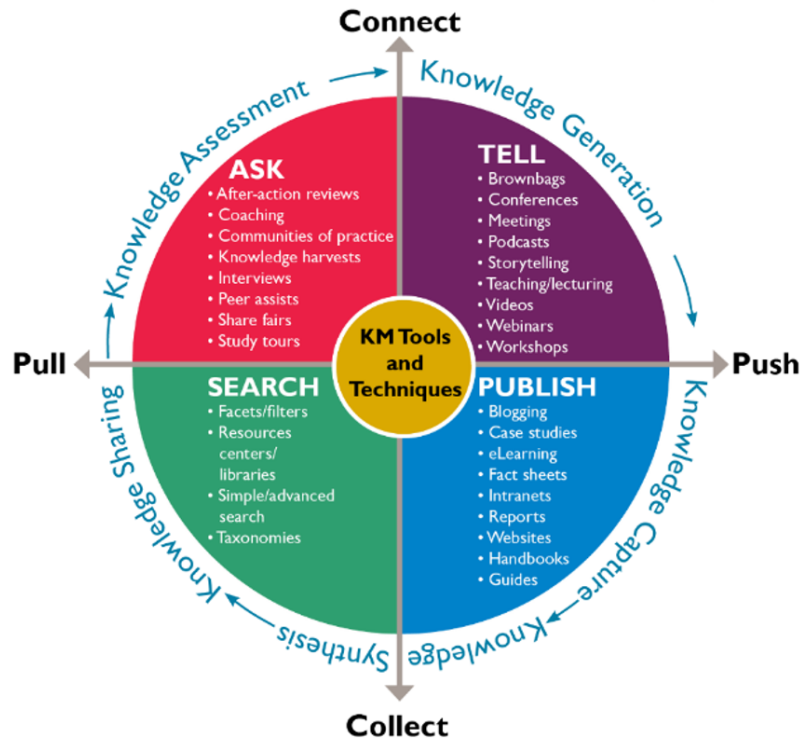 Connect
Knowledge Assessment
Knowledge Generation
ASK
• After-action reviews
• Coaching
• Communities of practice
• Knowledge harvests
• Interviews
• Peer assists
• Share fairs
• Study tours
TELL
• Brownbags
• Conferences
• Meetings
• Podcasts
• Storytelling
• Teaching/lecturing
• Videos
• Webinars
• Workshops
Pull
KM Tools
and
Techniques
Push
SEARCH
• Facets/filters
• Resources
centers/
libraries
• Simple/advanced
search
• Taxonomies
PUBLISH
• Blogging
• Case studies
• eLearning
• Fact sheets
• Intranets
• Reports
• Websites
• Handbooks
• Guides
Knowledge Capture
Knowledge Synthesis
Knowledge Sharing
Collect